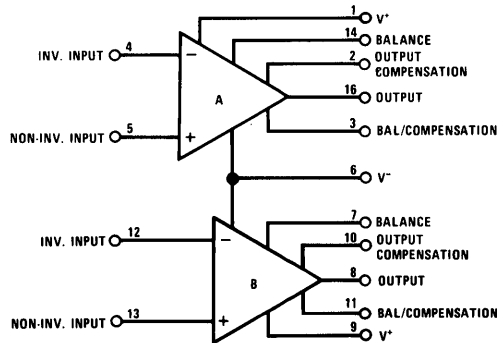 1 V+
14 BALANCE
4 INV. INPUT
2 OUTPUT
COMPENSATION
−
A
16 OUTPUT
5 NON-INV. INPUT
+
3 BAL/COMPENSATION
6 V−
7 BALANCE
12 INV. INPUT
10 OUTPUT
COMPENSATION
−
B
8 OUTPUT
13 NON-INV. INPUT
+
11 BAL/COMPENSATION
9 V+